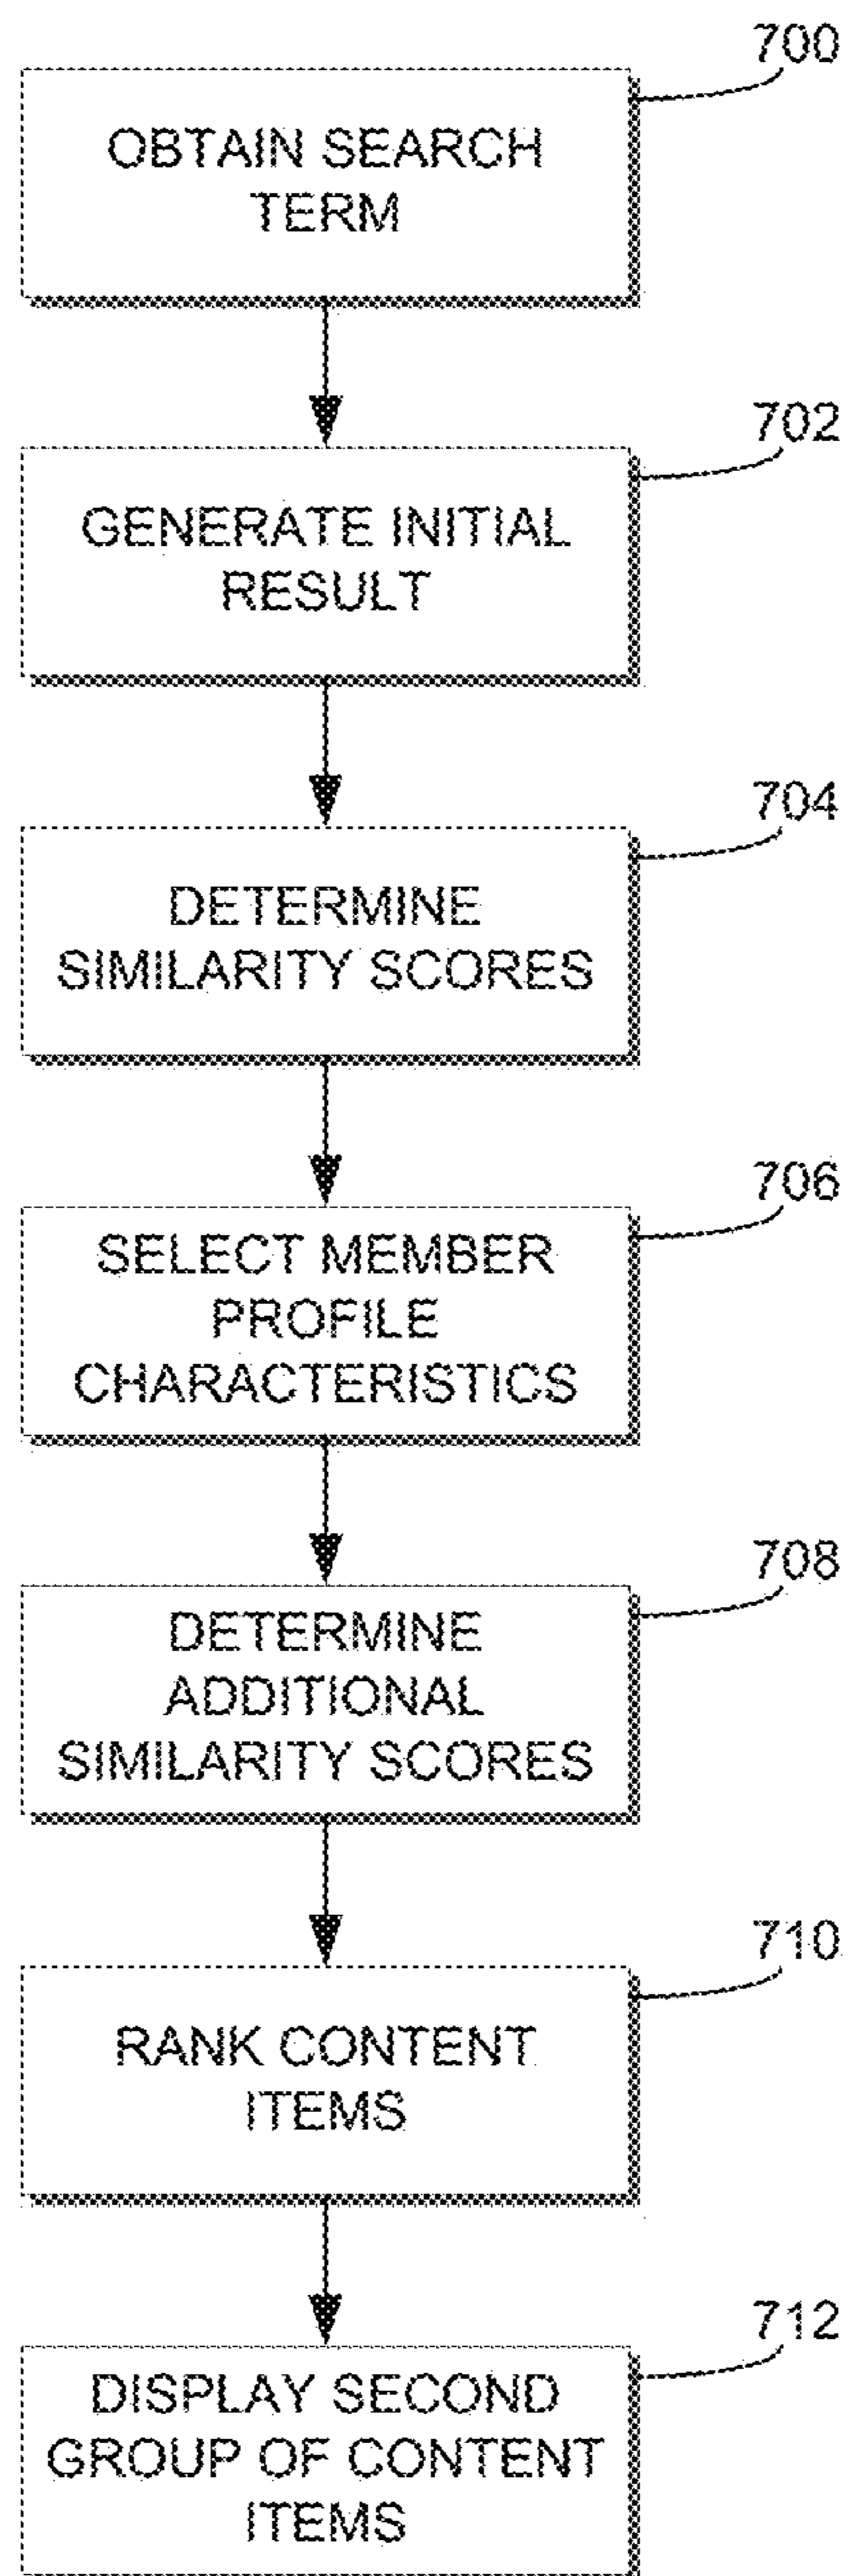 700
OBTAIN SEARCH
TERM
702
GENERATE INITIAL
RESULT
704
DETERMINE
SIMILARITY SCORES
706
SELECT MEMBER
PROFILE
CHARACTERISTICS
708
DETERMINE
ADDITIONAL
SIMILARITY SCORES
710
RANK CONTENT
ITEMS
712
DISPLAY SECOND
GROUP OF CONTENT
ITEMS